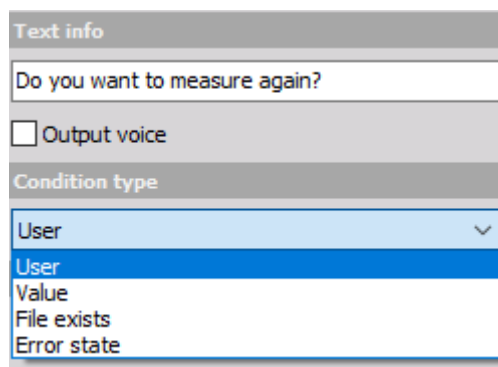 Text info
Do you want to measure again?
Output voice
Condition type
User
User
Value
File exists
Error state